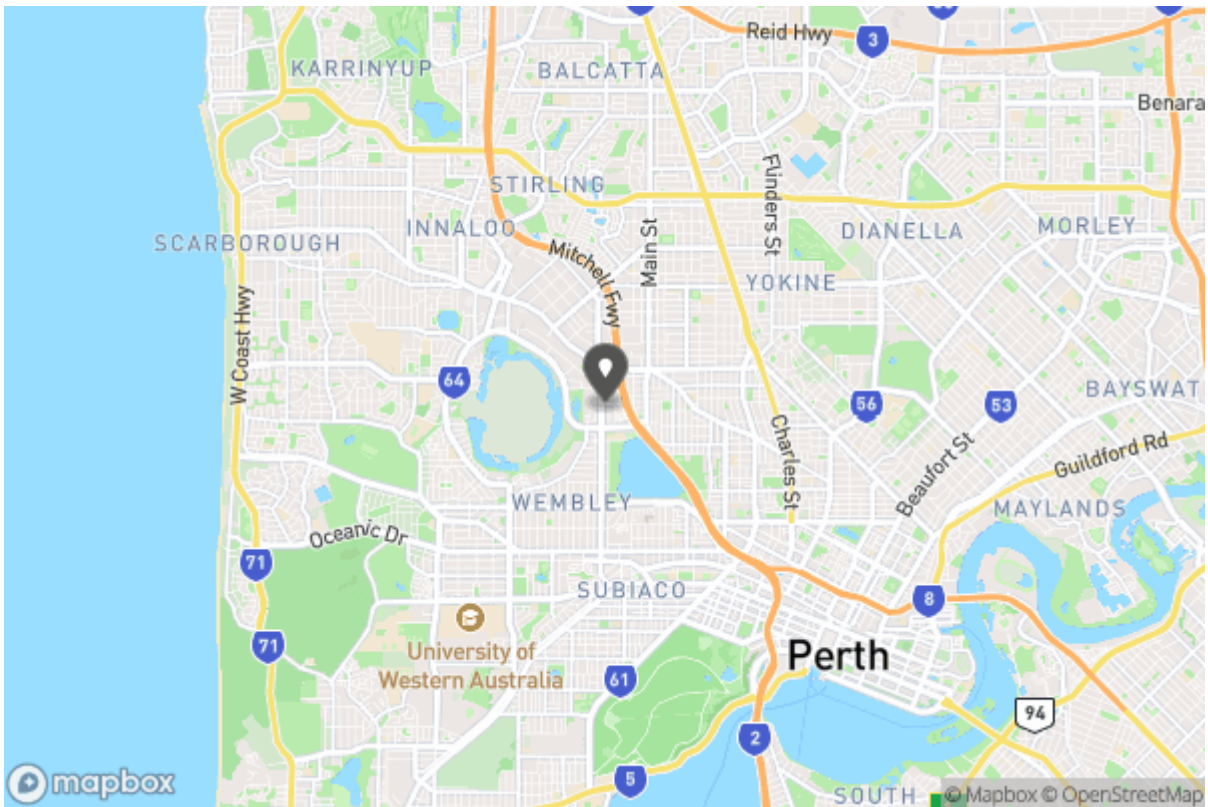 Reid Hwy
3
KARRINYUP
BALCATTA
Benara
STIRLING
Flinders St
INNALOO
SCARBOROUGH
Main St
DIANELLA
MORLEY
Mitchell Fwy
YOKINE
W Coast Hwy
64
56
53
BAYSWAT
Charles St
Beaufort St
Guildford Rd
WEMBLEY
MAYLANDS
Oceanic Dr
71
SUBIACO
8
University of
Western Australia
71
Perth
61
94
2
5
mapbox
SOUTH
© Mapbox © OpenStreetMap